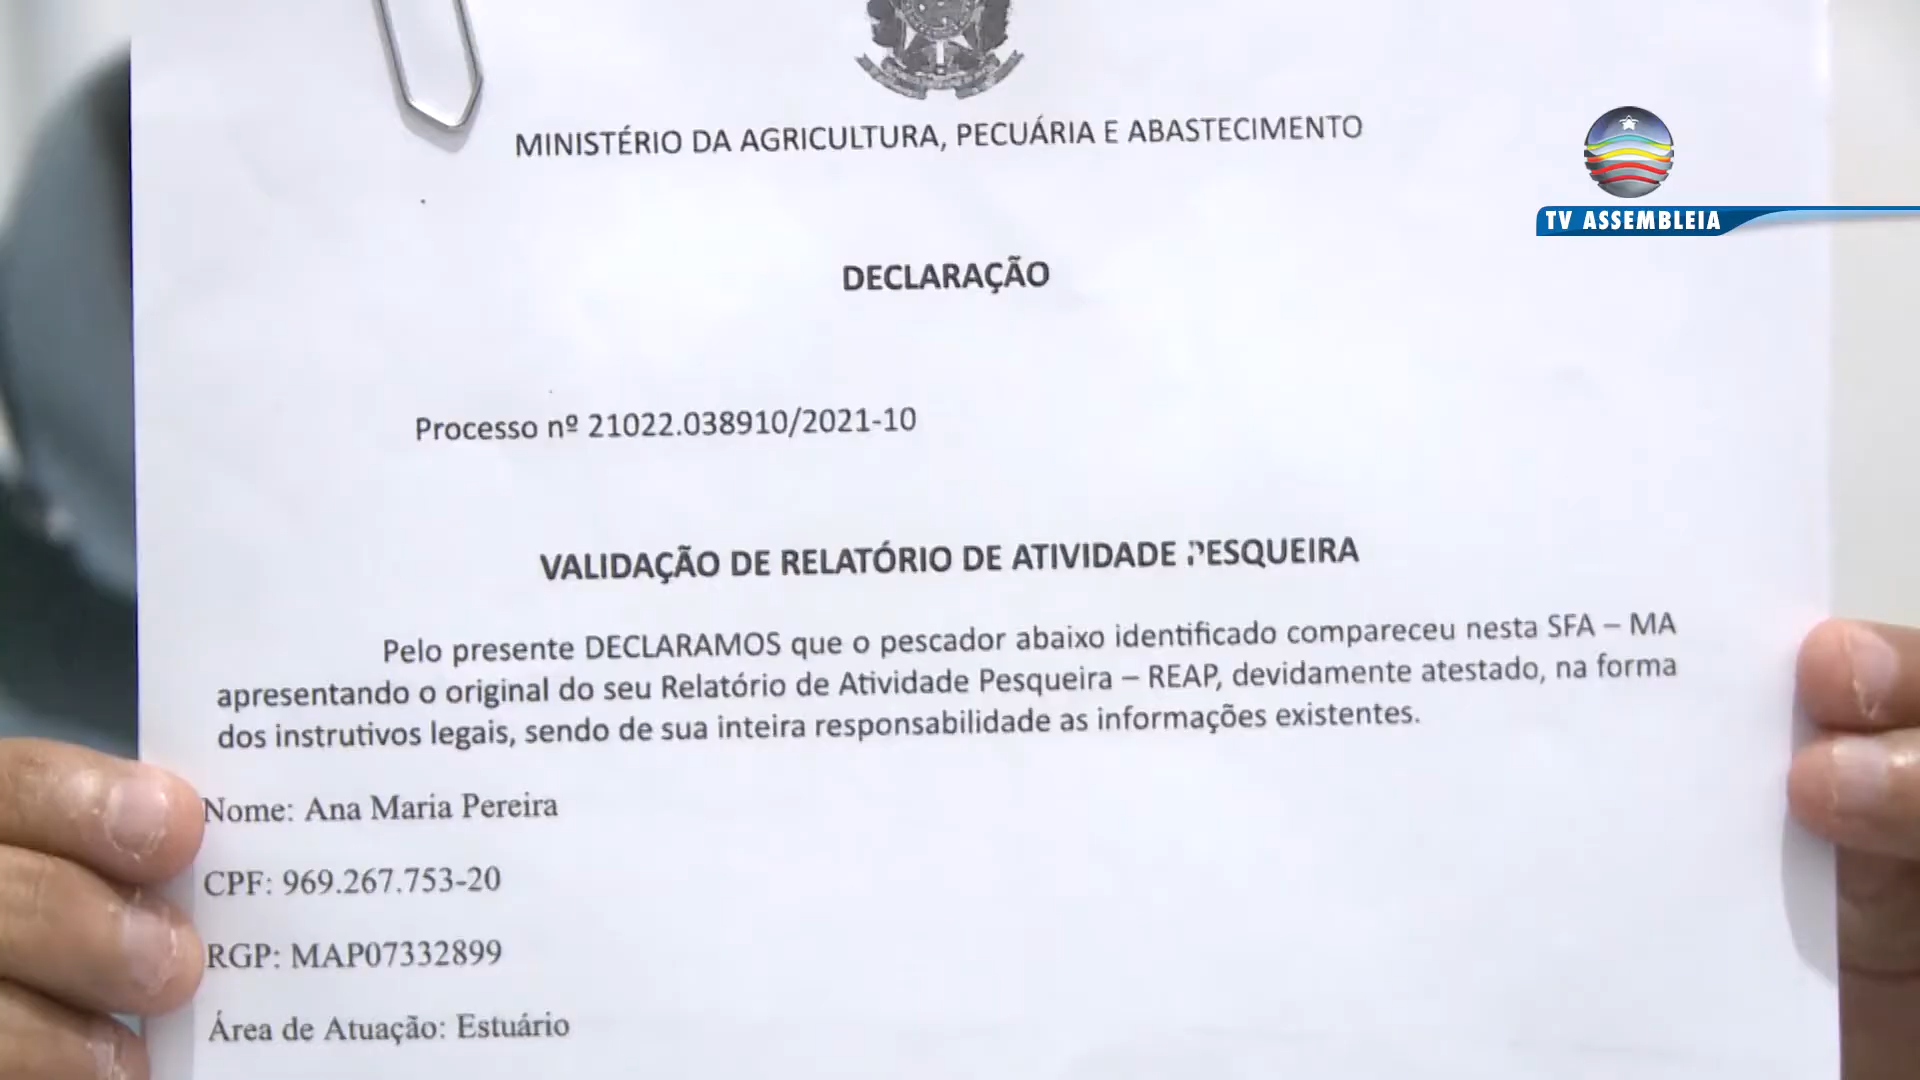 MINISTÉRIO DA AGRICULTURA, PECUÁRIA E ABASTECIMENTO
TV ASSEMBLEIA
DECLARAÇÃO
Processo nº 21022.038910/2021-10
VALIDAÇÃO DE RELATÓRIO DE ATIVIDADE PESQUEIRA
Pelo presente DECLARAMOS que o pescador abaixo identificado compareceu nesta SFA – MA
apresentando o original do seu Relatório de Atividade Pesqueira – REAP, devidamente atestado, na forma
dos instrutivos legais, sendo de sua inteira responsabilidade as informações existentes.
Nome: Ana Maria Pereira
CPF: 969.267.753-20
RGP: MAP07332899
Área de Atuação: Estuário